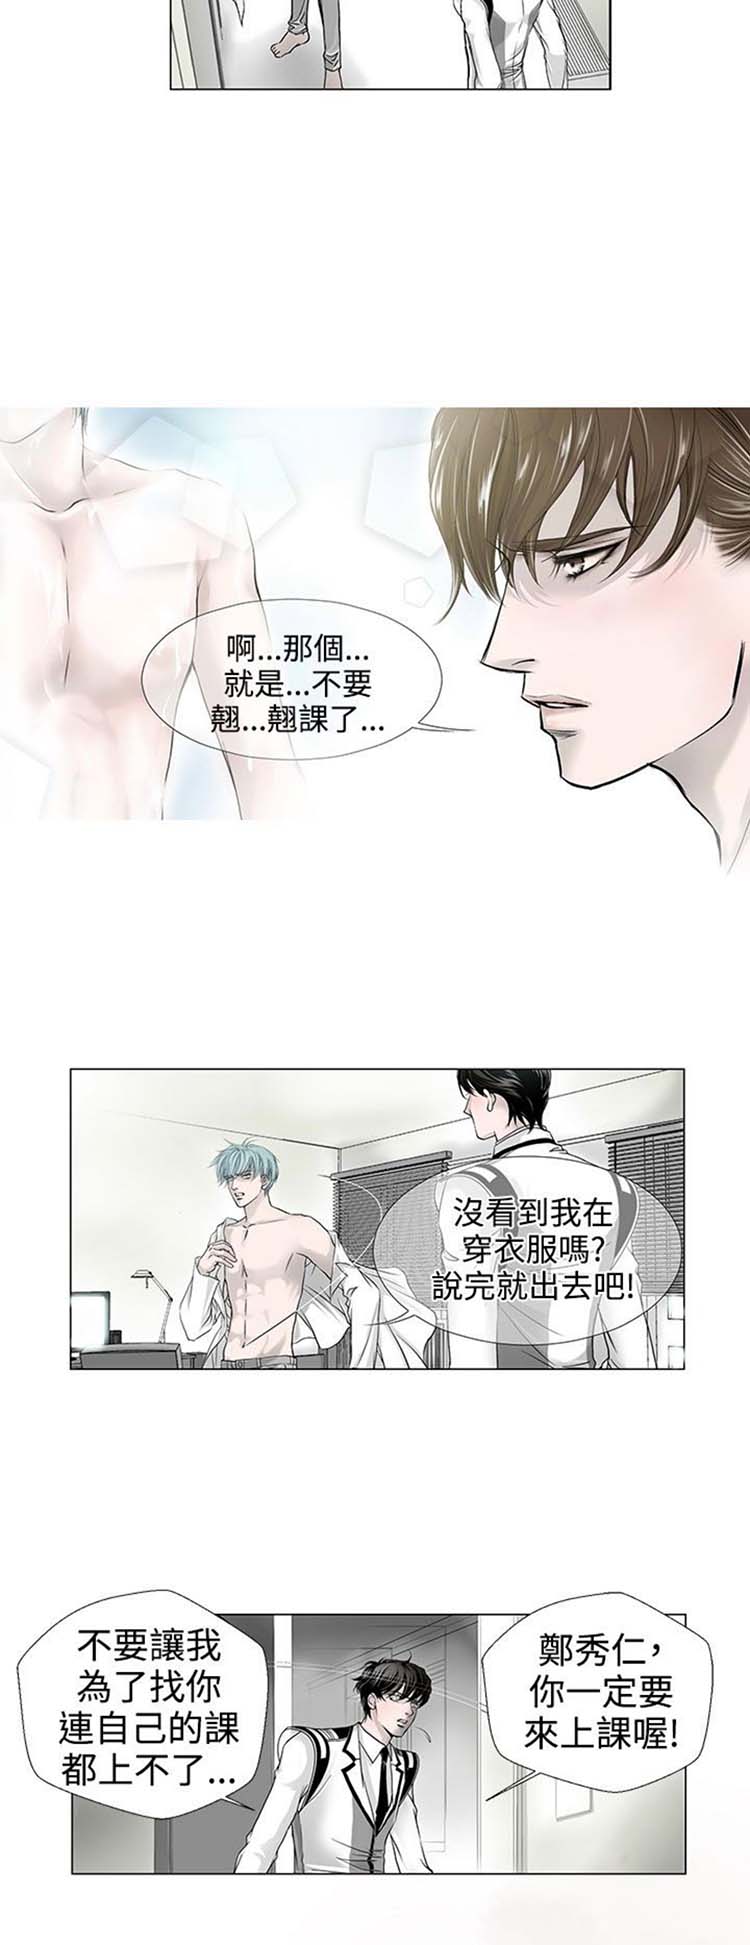 啊...那個...
就是...不要
翹...翹課了...
沒看到我在
穿衣服嗎?
說完就出去吧!
鄭秀仁,
你一定要
來上課喔!
不要讓我
為了找你
連自己的課
都上不了...